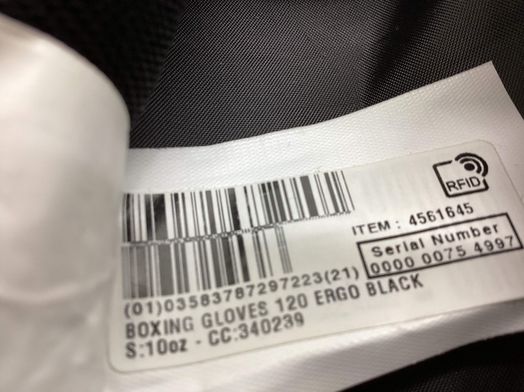 RFID
ITEM : 4561645
Serial Number
0000 0075 4997
(01)03583787297223(21)
BOXING GLOVES 120 ERGO BLACK
S:10oz - CC:340239